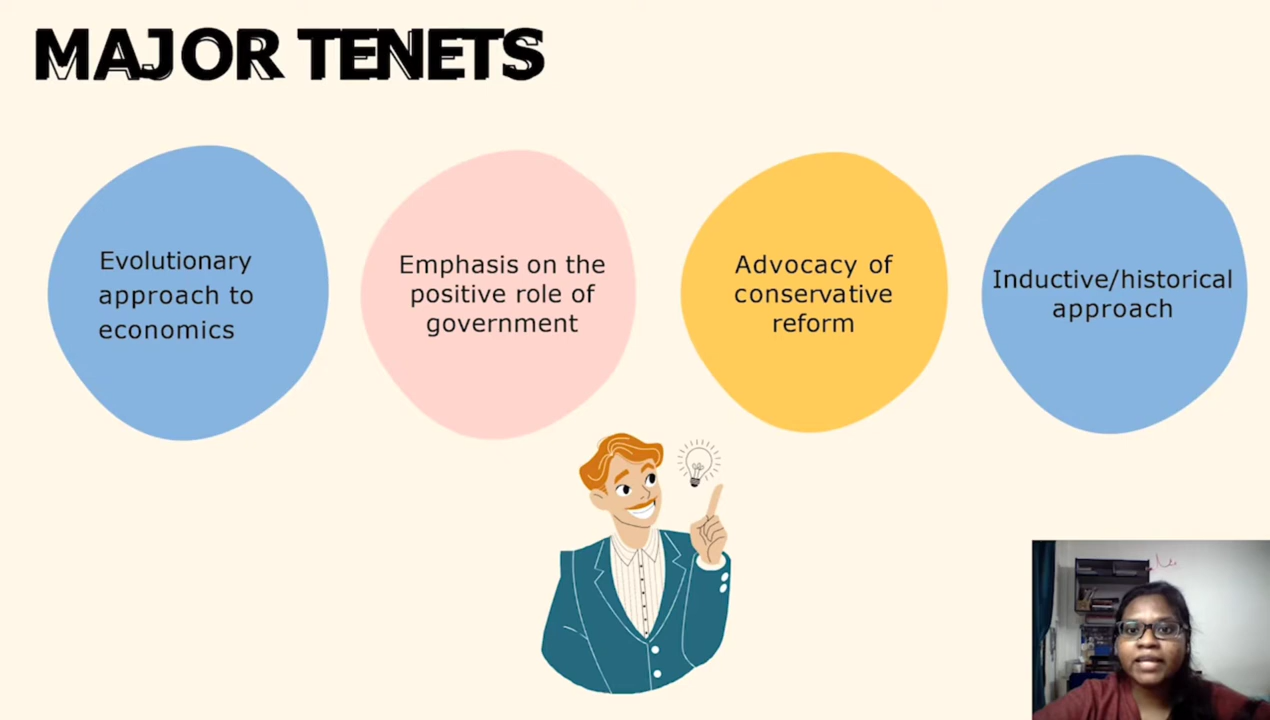 MAJOR TENETS
Evolutionary
approach to
economics
Emphasis on the
positive role of
government
Advocacy of
conservative
reform
Inductive/historical
approach